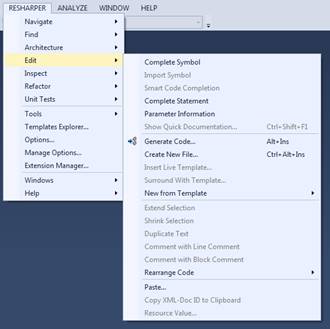 RESHARPER ANALYZE WINDOW HELP
Navigate
Find
Architecture
Edit
Inspect
Refactor
Unit Tests
Tools
Templates Explorer...
Options...
Manage Options...
Extension Manager...
Windows
Help
Complete Symbol
Import Symbol
Smart Code Completion
Complete Statement
Parameter Information
Show Quick Documentation... Ctrl+Shift+F1
Generate Code... Alt+Ins
Create New File... Ctrl+Alt+Ins
Insert Live Template...
Surround With Template...
New from Template
Extend Selection
Shrink Selection
Duplicate Text
Comment with Line Comment
Comment with Block Comment
Rearrange Code
Paste...
Copy XML-Doc ID to Clipboard
Resource Value...